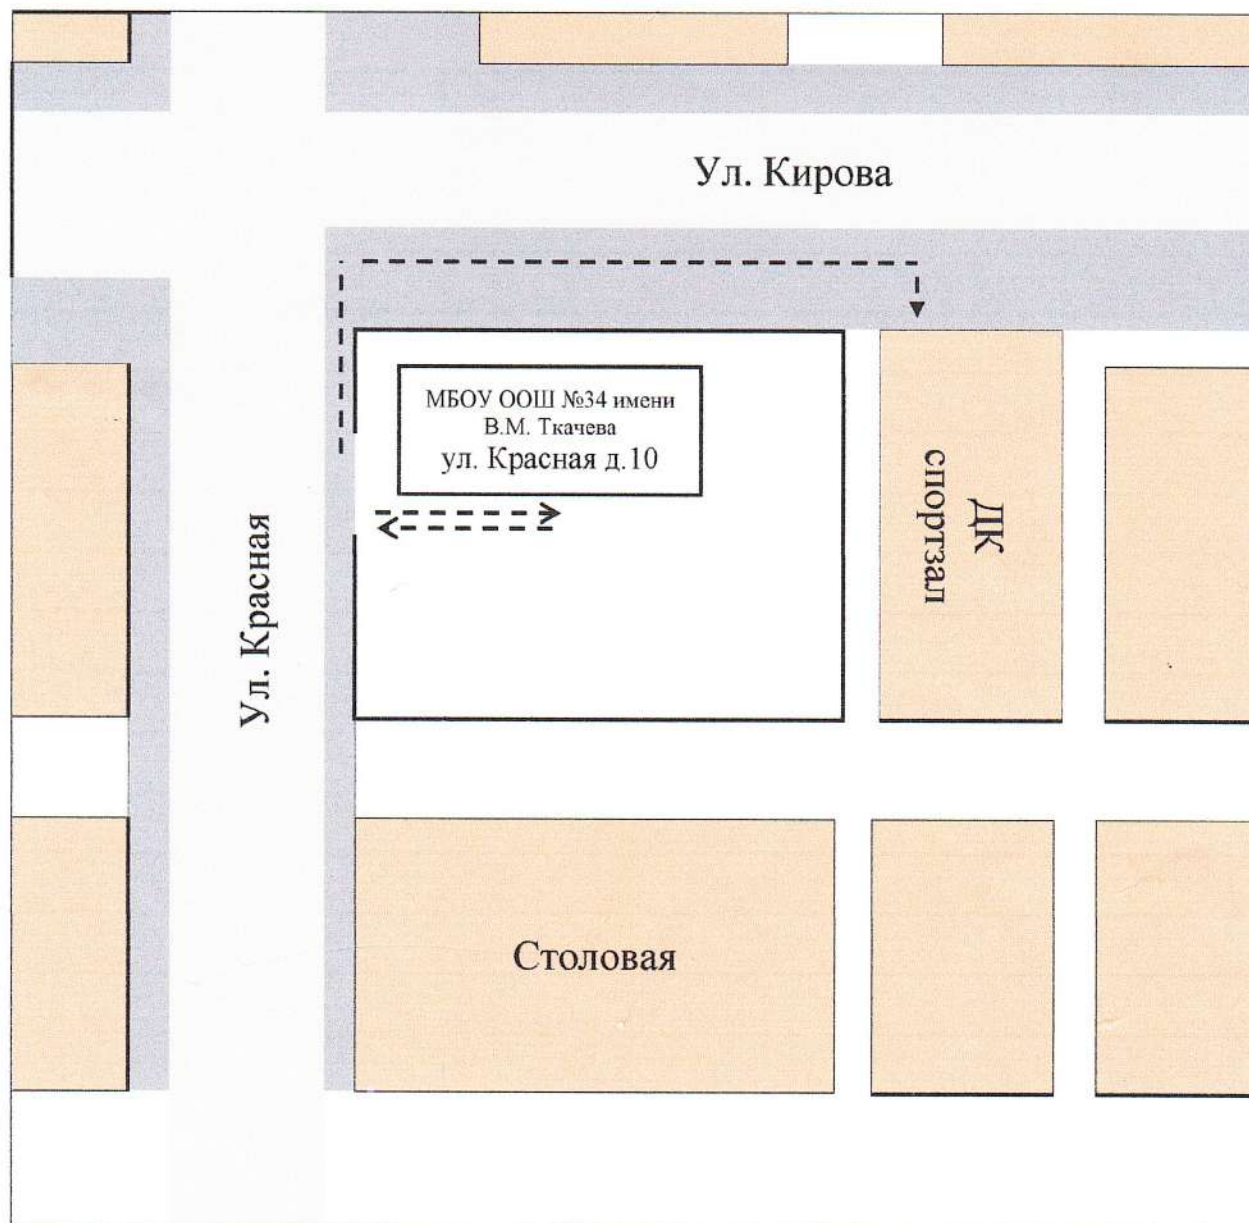 Ул. Кирова
МБОУ ООШ №34 имени
В.М. Ткачева
ул. Красная д.10
ДК
спортзал
Ул. Красная
Столовая